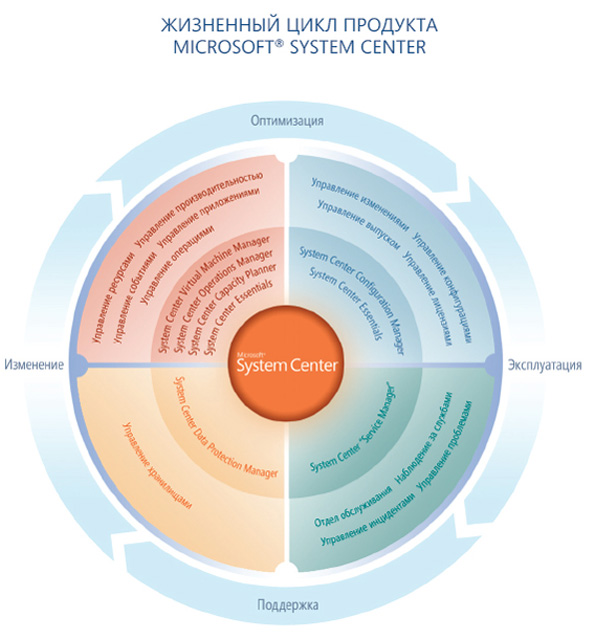 ЖИЗНЕННЫЙ ЦИКЛ ПРОДУКТА
MICROSOFT® SYSTEM CENTER
Оптимизация
Управление ресурсами
Управление производительностью
Управление событиями
Управление приложениями
Управление операциями
System Center Virtual Machine Manager
System Center Operations Manager
System Center Capacity Planner
System Center Essentials
Управление изменениями
Управление конфигурациями
Управление выпуском
Управление лицензиями
System Center Configuration Manager
System Center Essentials
Изменение
Microsoft®
System Center
Эксплуатация
System Center Data Protection Manager
Управление хранилищами
System Center "Service Manager"
Отдел обслуживания
Наблюдение за службами
Управление инцидентами
Управление проблемами
Поддержка